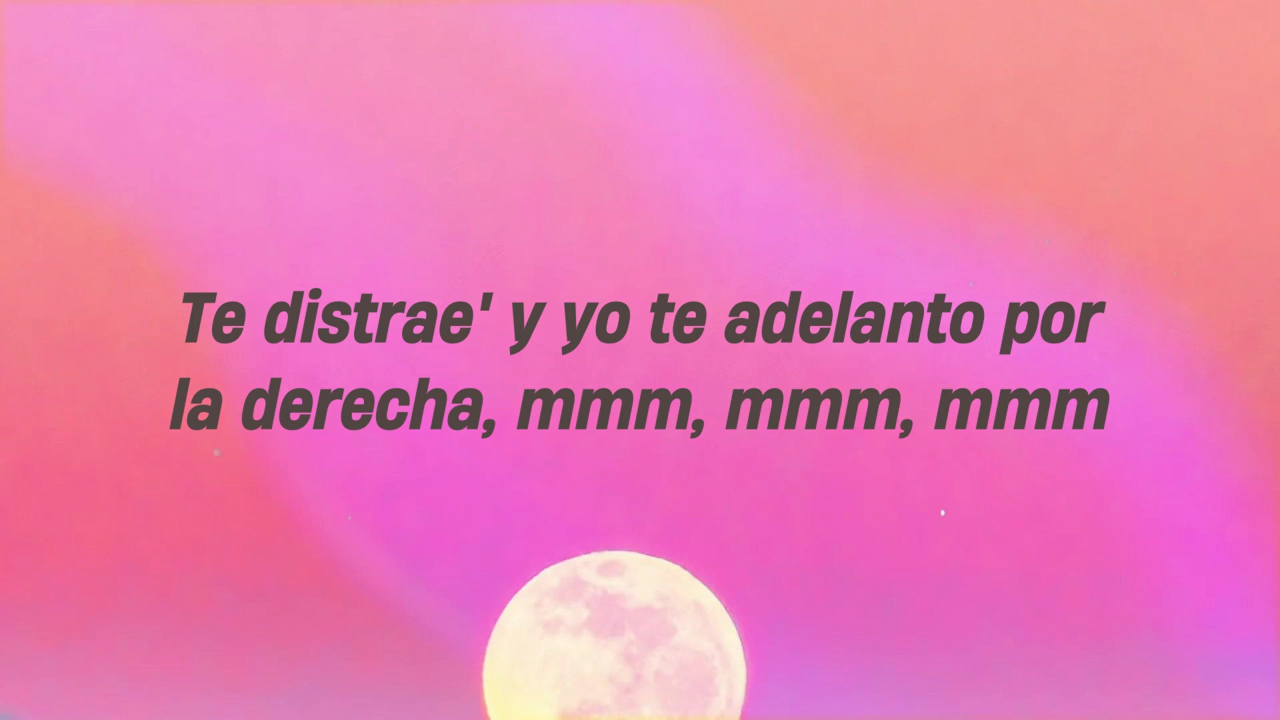 Te distrae' y yo te adelanto por
la derecha, mmm, mmm, mmm